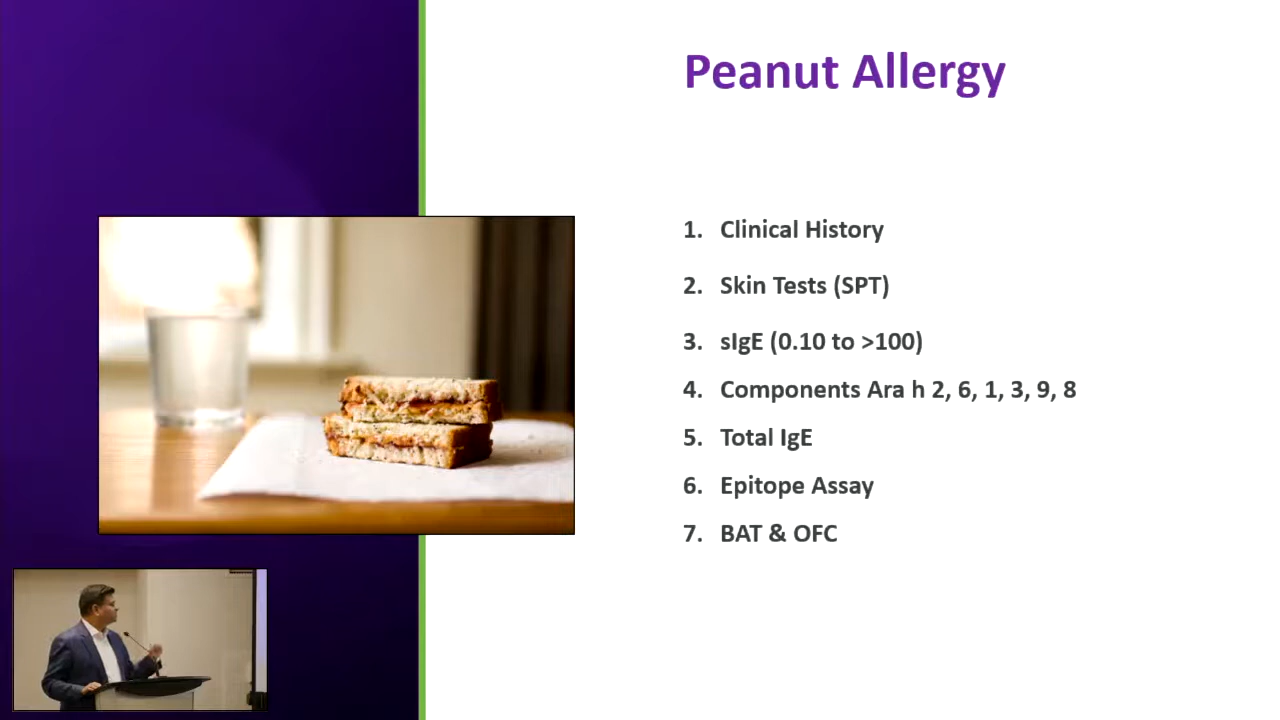 Peanut Allergy
1. Clinical History
2. Skin Tests (SPT)
3. sIgE (0.10 to >100)
4. Components Ara h 2, 6, 1, 3, 9, 8
5. Total IgE
6. Epitope Assay
7. BAT & OFC